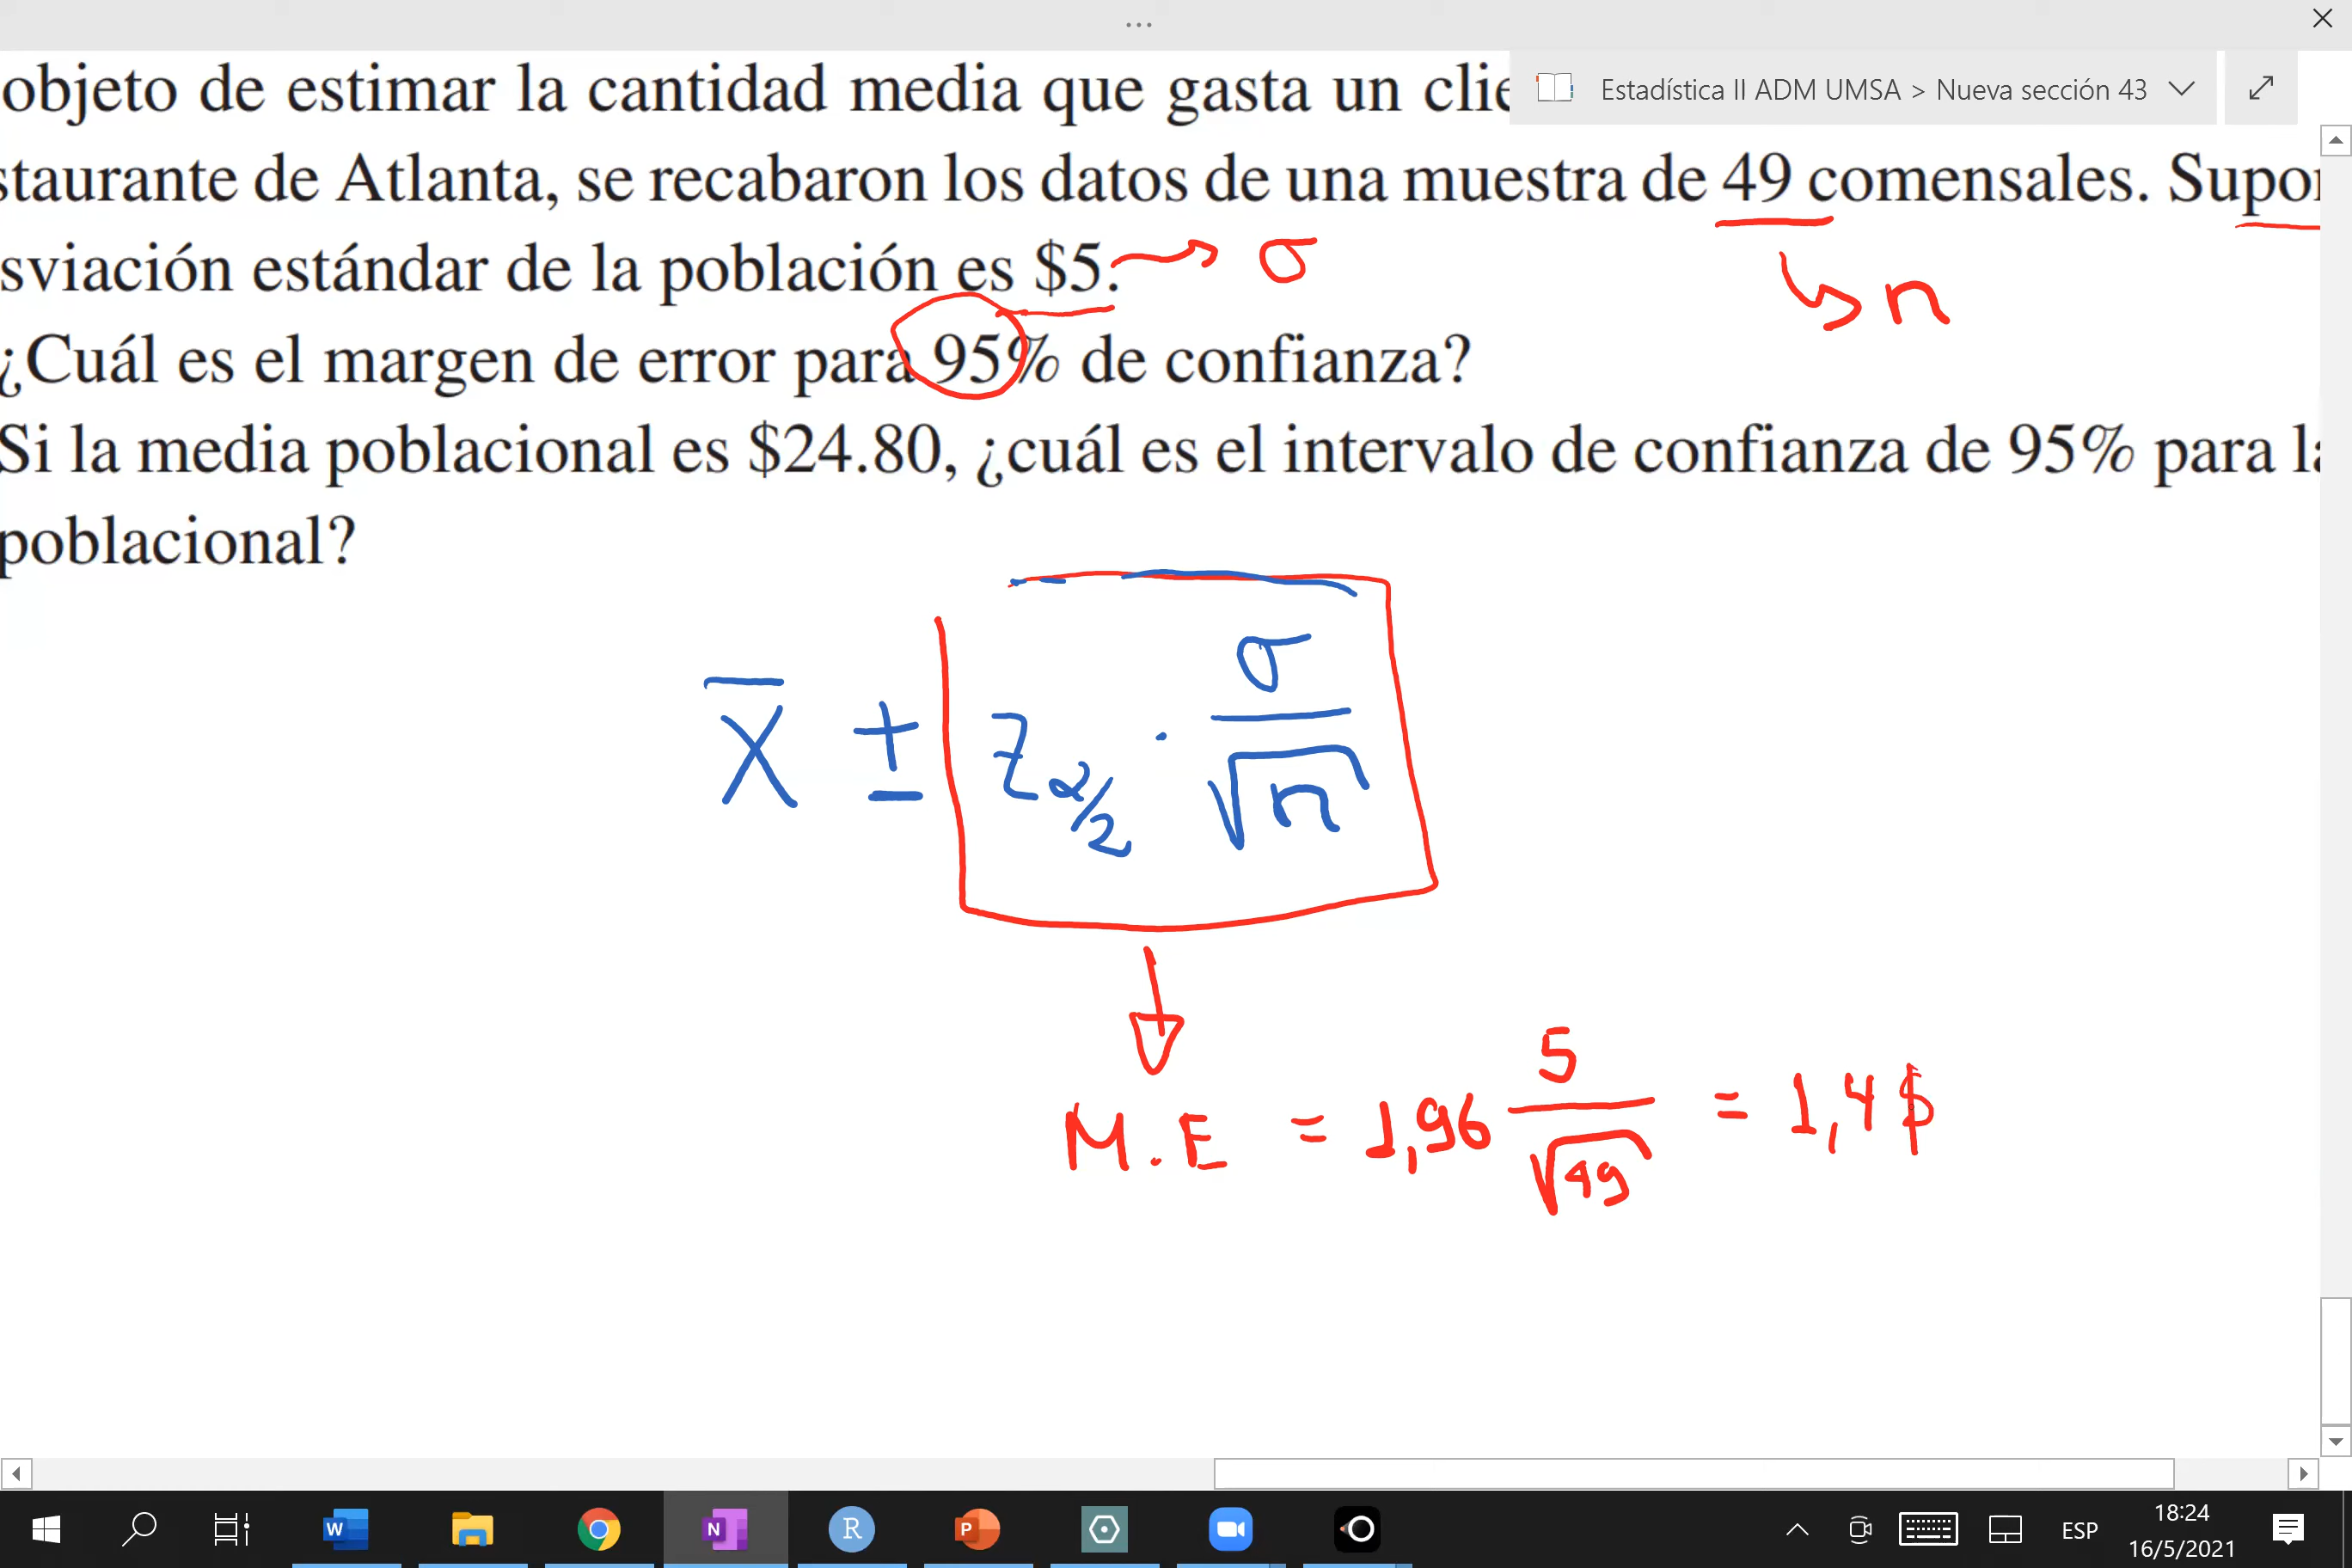 ...
objeto de estimar la cantidad media que gasta un clie
Estadística II ADM UMSA > Nueva sección 43
staurante de Atlanta, se recabaron los datos de una muestra de 49 comensales. Supon
sviación estándar de la población es $5. σ
n
¿Cuál es el margen de error para 95% de confianza?
Si la media poblacional es $24.80, ¿cuál es el intervalo de confianza de 95% para la
poblacional?
X̅ ± Z α/2 · σ/√n
M.E = 1,96 5/√49 = 1,4 $
18:24
ESP
16/5/2021